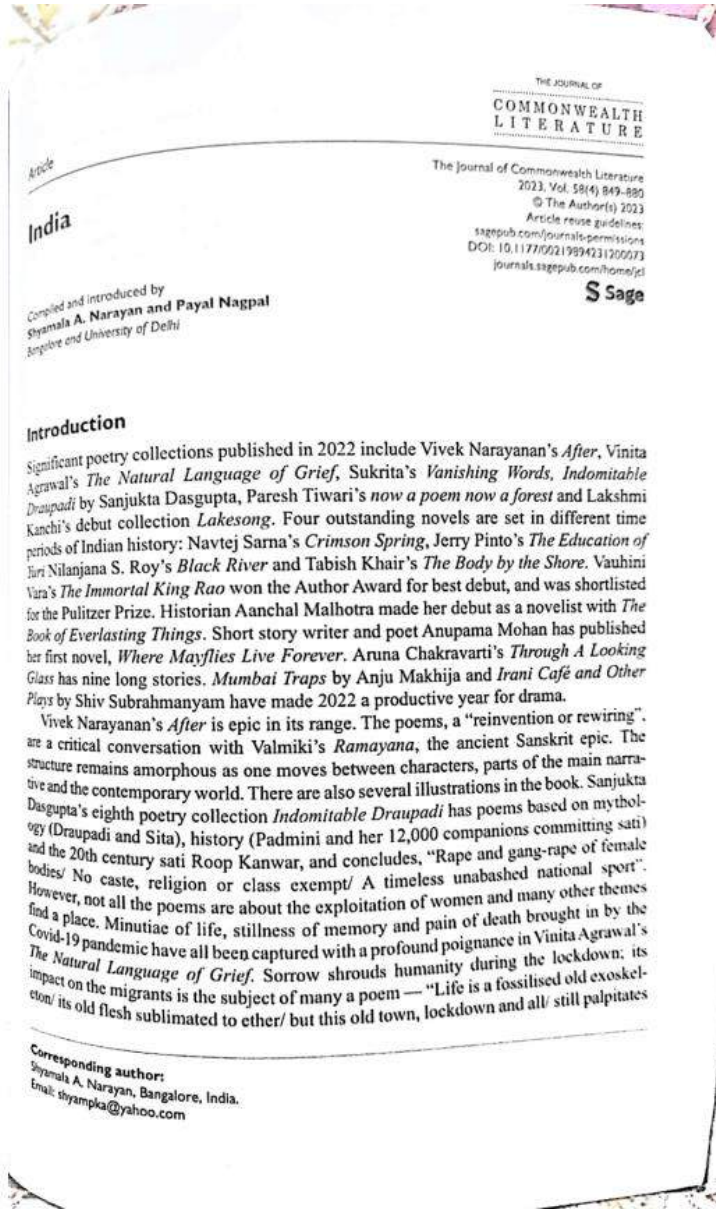 THE JOURNAL OF
COMMONWEALTH
LITERATURE
Article
The Journal of Commonwealth Literature
2023, Vol. 58(4) 849–880
© The Author(s) 2023
Article reuse guidelines:
sagepub.com/journals-permissions
DOI: 10.1177/00219894231200073
journals.sagepub.com/home/jcl
S Sage
India
Compiled and introduced by
Shyamala A. Narayan and Payal Nagpal
Bangalore and University of Delhi
Introduction
Significant poetry collections published in 2022 include Vivek Narayanan's After, Vinita
Agrawal's The Natural Language of Grief, Sukrita's Vanishing Words, Indomitable
Draupadi by Sanjukta Dasgupta, Paresh Tiwari's now a poem now a forest and Lakshmi
Kanchi's debut collection Lakesong. Four outstanding novels are set in different time
periods of Indian history: Navtej Sarna's Crimson Spring, Jerry Pinto's The Education of
Yuri Nilanjana S. Roy's Black River and Tabish Khair's The Body by the Shore. Vauhini
Vara's The Immortal King Rao won the Author Award for best debut, and was shortlisted
for the Pulitzer Prize. Historian Aanchal Malhotra made her debut as a novelist with The
Book of Everlasting Things. Short story writer and poet Anupama Mohan has published
her first novel, Where Mayflies Live Forever. Aruna Chakravarti's Through A Looking
Glass has nine long stories. Mumbai Traps by Anju Makhija and Irani Café and Other
Plays by Shiv Subrahmanyam have made 2022 a productive year for drama.
Vivek Narayanan's After is epic in its range. The poems, a “reinvention or rewiring”.
are a critical conversation with Valmiki's Ramayana, the ancient Sanskrit epic. The
structure remains amorphous as one moves between characters, parts of the main narra-
tive and the contemporary world. There are also several illustrations in the book. Sanjukta
Dasgupta's eighth poetry collection Indomitable Draupadi has poems based on mythol-
ogy (Draupadi and Sita), history (Padmini and her 12,000 companions committing sati)
and the 20th century sati Roop Kanwar, and concludes, “Rape and gang-rape of female
bodies/ No caste, religion or class exempt/ A timeless unabashed national sport”.
However, not all the poems are about the exploitation of women and many other themes
find a place. Minutiae of life, stillness of memory and pain of death brought in by the
Covid-19 pandemic have all been captured with a profound poignance in Vinita Agrawal's
The Natural Language of Grief. Sorrow shrouds humanity during the lockdown; its
impact on the migrants is the subject of many a poem — “Life is a fossilised old exoskel-
eton/ its old flesh sublimated to ether/ but this old town, lockdown and all/ still palpitates
Corresponding author:
Shyamala A. Narayan, Bangalore, India.
Email: shyampka@yahoo.com